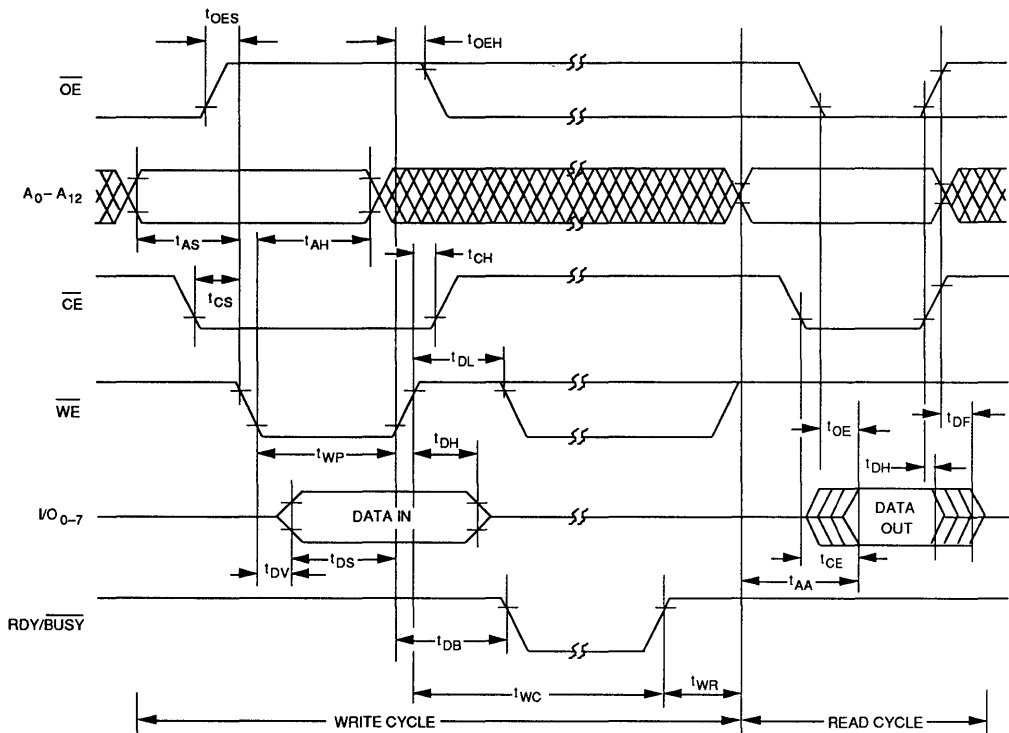 tOES
tOEH
OE
A0–A12
tAS
tAH
tCH
CE
tCS
tDL
WE
tOE
tDF
tWP
tDH
tDH
I/O0–7
DATA IN
DATA OUT
tDV
tDS
tCE
tAA
RDY/BUSY
tDB
tWC
tWR
WRITE CYCLE
READ CYCLE